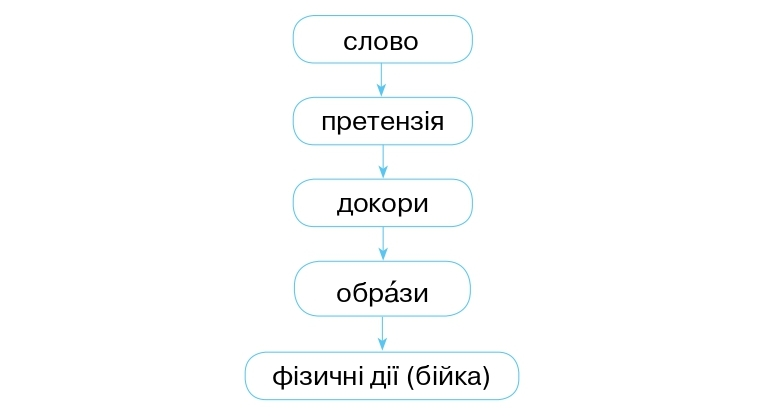 слово
претензія
докори
обра́зи
фізичні дії (бійка)